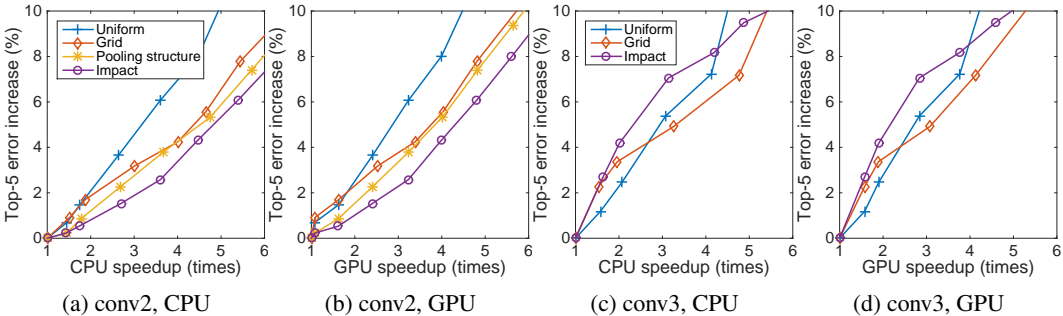 Top-5 error increase (%)
10
8
6
4
2
0
Uniform
Grid
Pooling structure
Impact
1 2 3 4 5 6
CPU speedup (times)
(a) conv2, CPU
Top-5 error increase (%)
10
8
6
4
2
0
1 2 3 4 5 6
GPU speedup (times)
(b) conv2, GPU
Top-5 error increase (%)
10
8
6
4
2
0
Uniform
Grid
Impact
1 2 3 4 5 6
CPU speedup (times)
(c) conv3, CPU
Top-5 error increase (%)
10
8
6
4
2
0
Uniform
Grid
Impact
1 2 3 4 5 6
GPU speedup (times)
(d) conv3, GPU